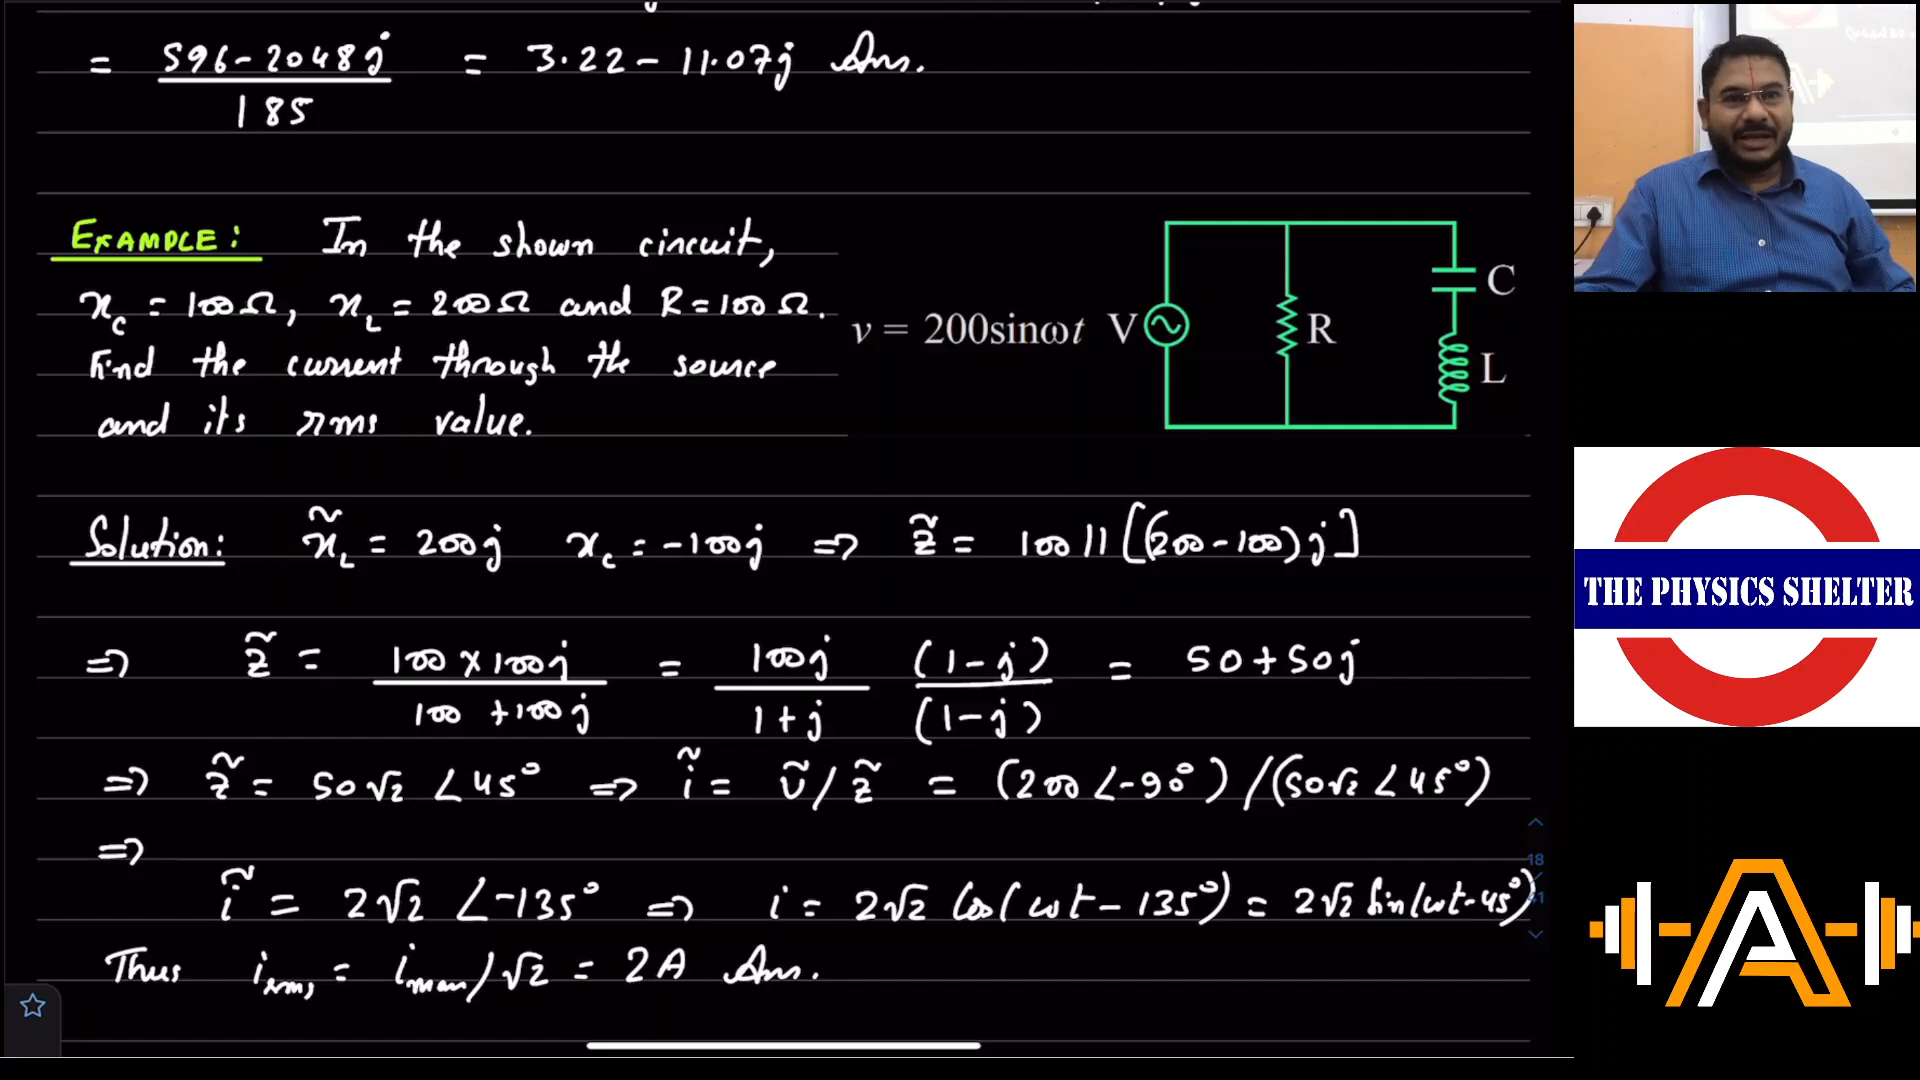 = 596-2048j / 185 = 3.22 - 11.07j Ans.
EXAMPLE: In the shown circuit,
x_c = 100Ω, x_L = 200Ω and R = 100Ω.
Find the current through the source
and its rms value.
v = 200sinωt V
R
C
L
Solution: x̃_L = 200j x_c = -100j ⇒ z̃ = 100 || [(200-100)j]
⇒ z̃ = 100 × 100j / 100 + 100j = 100j / 1+j (1-j) / (1-j) = 50+50j
⇒ z̃ = 50√2 ∠45° ⇒ ĩ = ṽ/z̃ = (200∠-90°)/(50√2∠45°)
⇒
ĩ = 2√2 ∠-135° ⇒ i = 2√2 Cos(ωt-135°) = 2√2 Sin(ωt-45°)
Thus i_rms = i_max/√2 = 2A Ans.
18
41
THE PHYSICS SHELTER